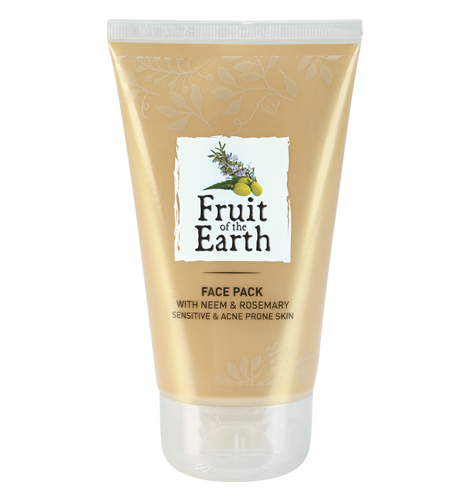 Fruit
of the
Earth
FACE PACK
WITH NEEM & ROSEMARY
SENSITIVE & ACNE PRONE SKIN